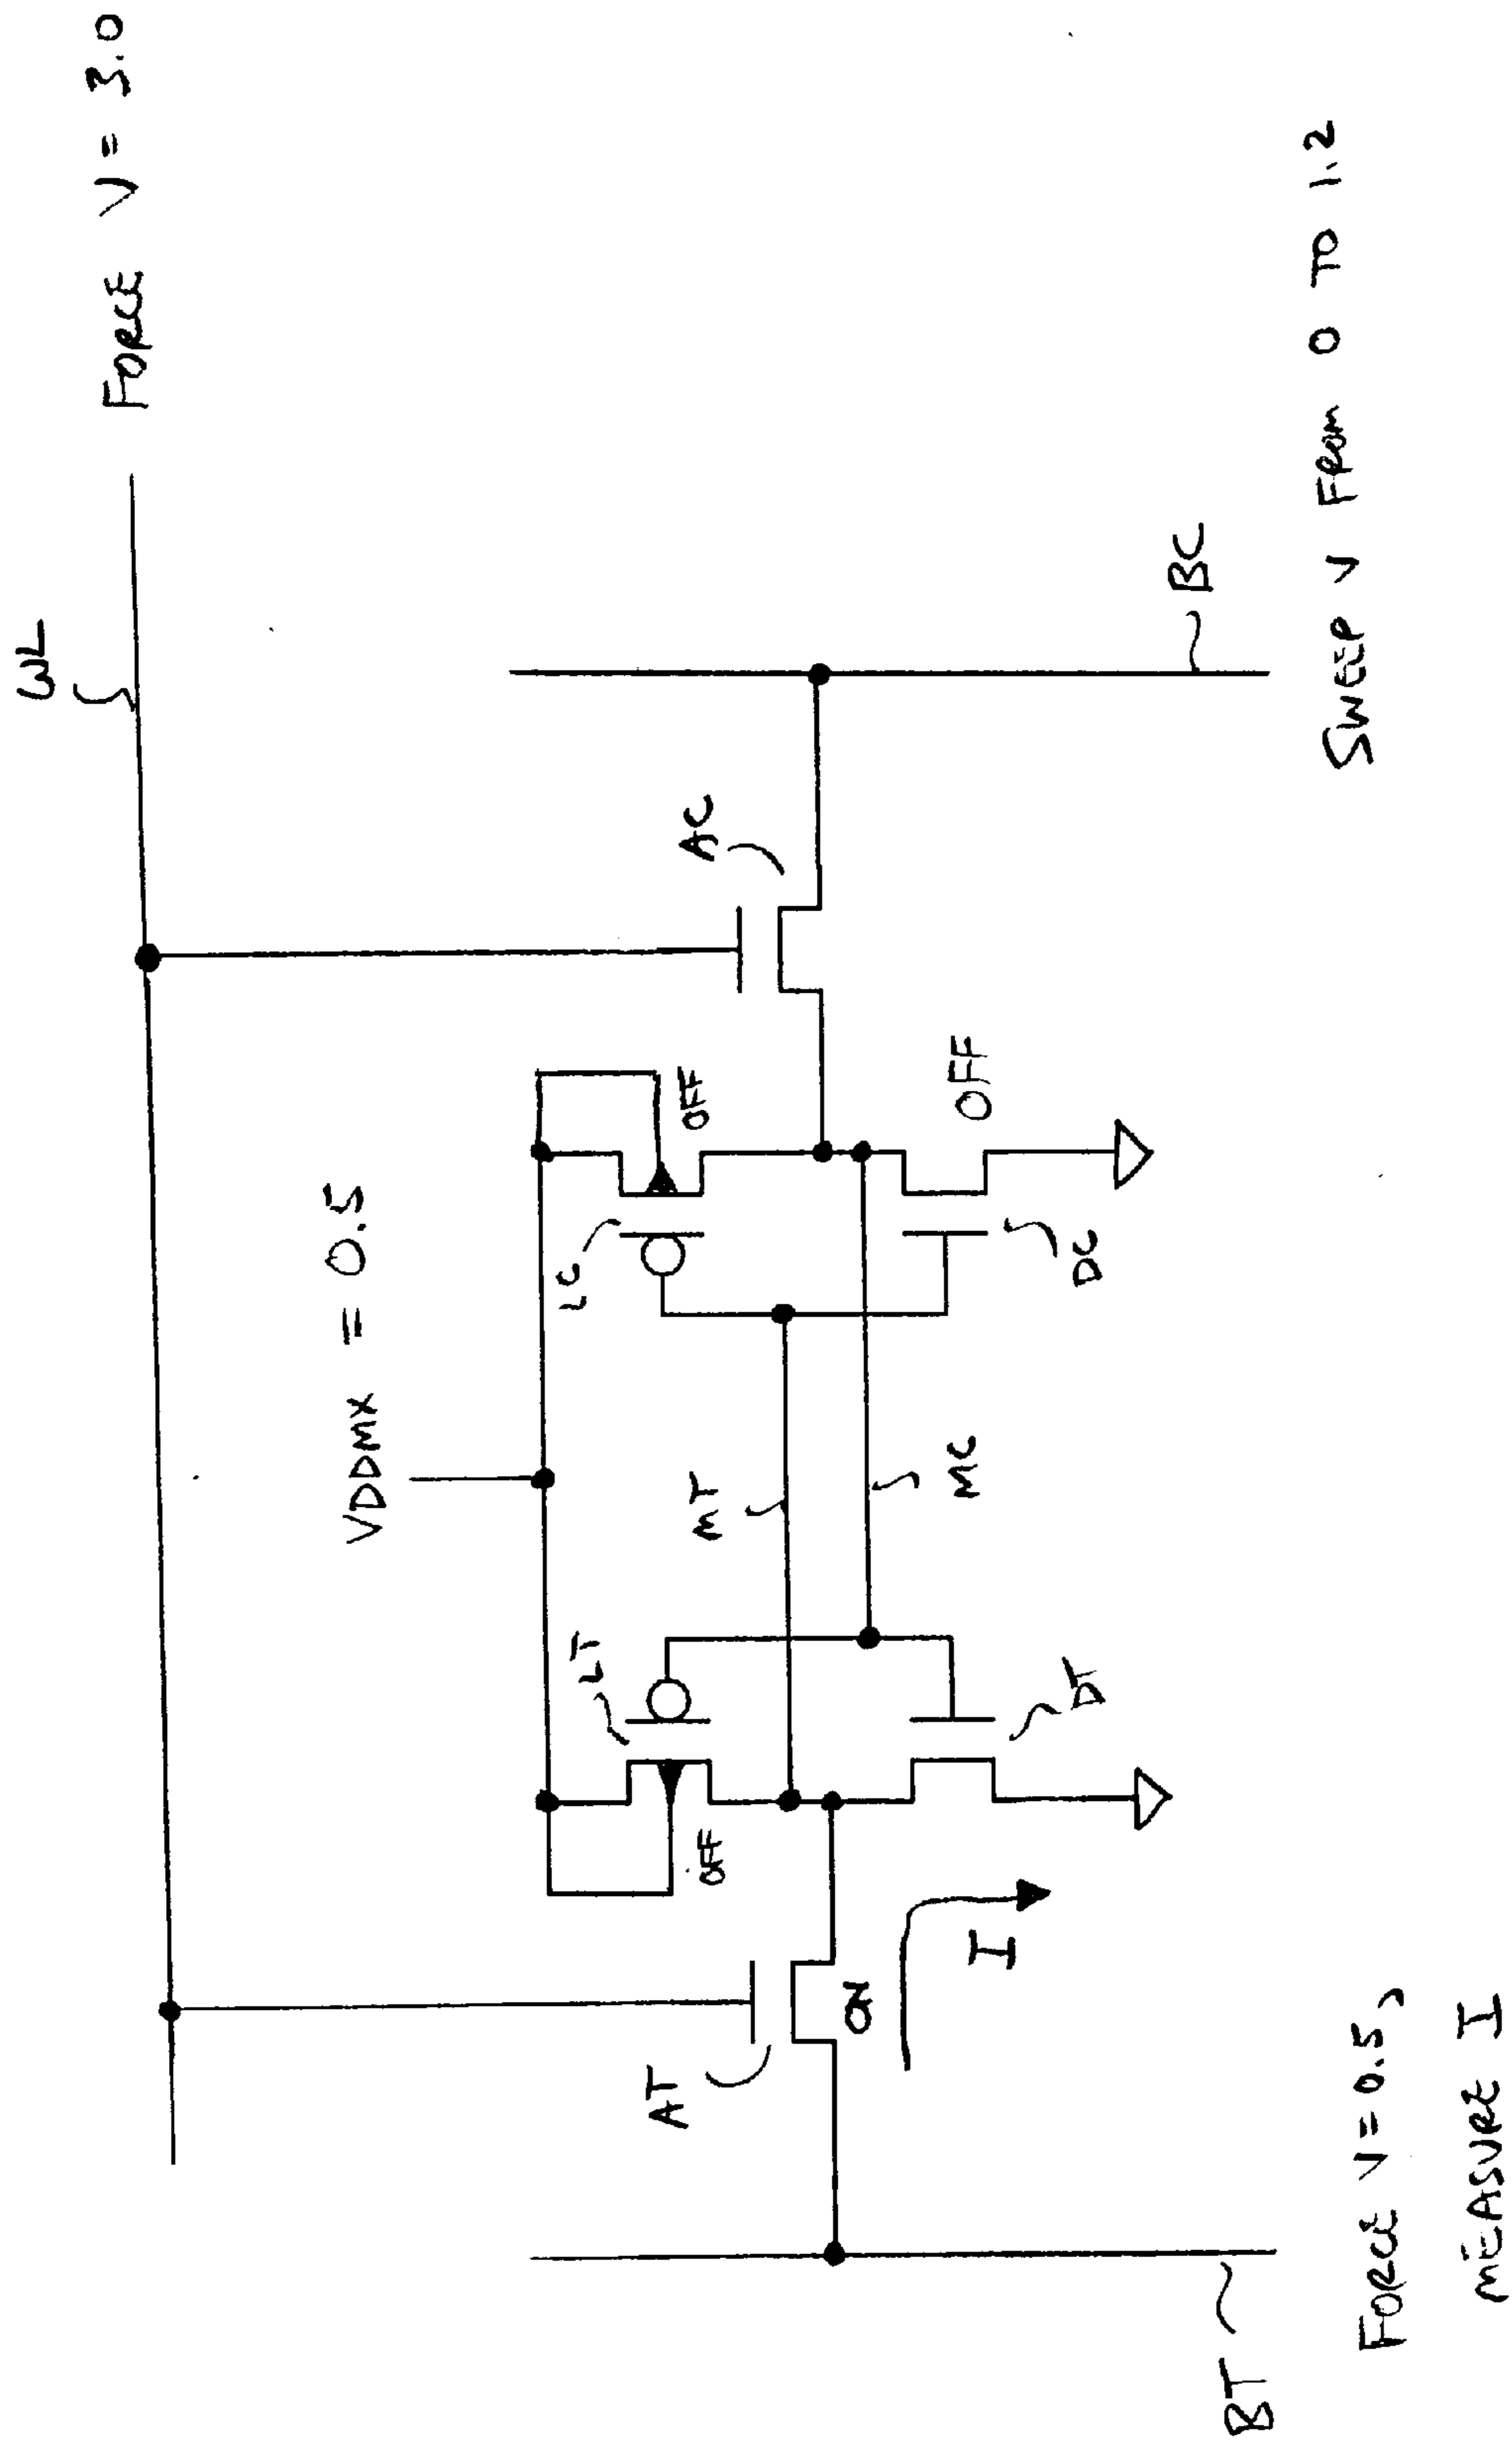 WL
FORCE V = 3.0
VDDMX = 0.5
LT
LC
OFF
OFF
AT
AC
MT
ON
MC
OFF
I
DT
DC
BT
BC
FORCE V = 0.5,
MEASURE I
SWEEP V FROM 0 TO 1.2